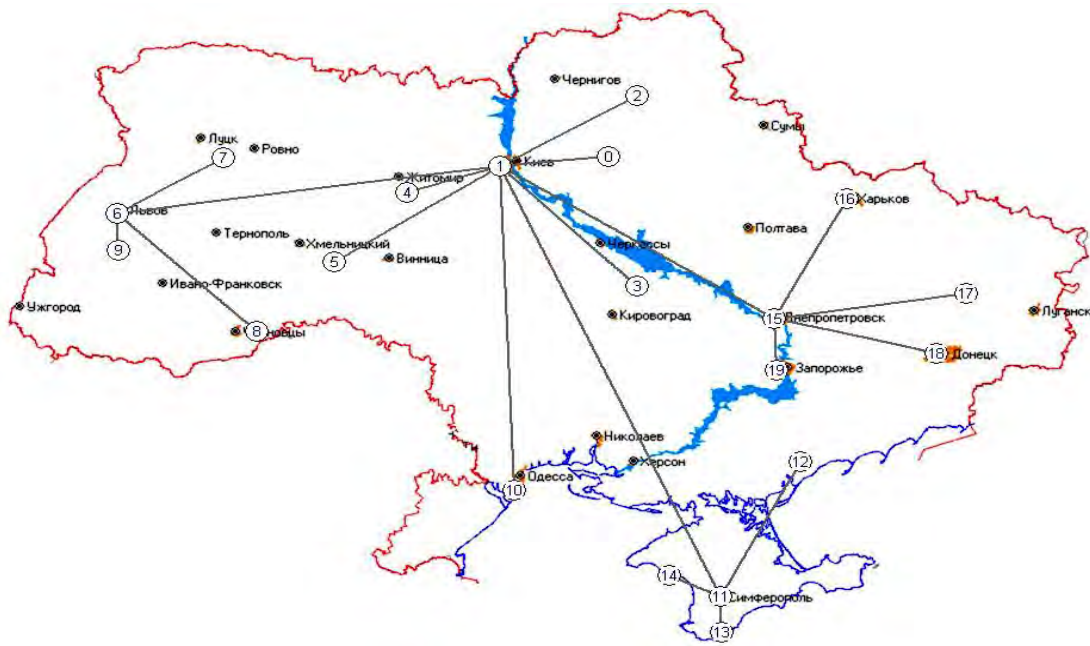 Чернигов
2
Сумы
Луцк
Ровно
7
Киев
0
1
Житомир
4
16
Харьков
6
Львов
Тернополь
Хмельницкий
9
5
Винница
Черкассы
Полтава
Ивано-Франковск
3
17
Ужгород
Кировоград
15
Днепропетровск
Луганск
8
18
Донецк
19
Запорожье
Николаев
Херсон
12
Одесса
10
14
11
Симферополь
13